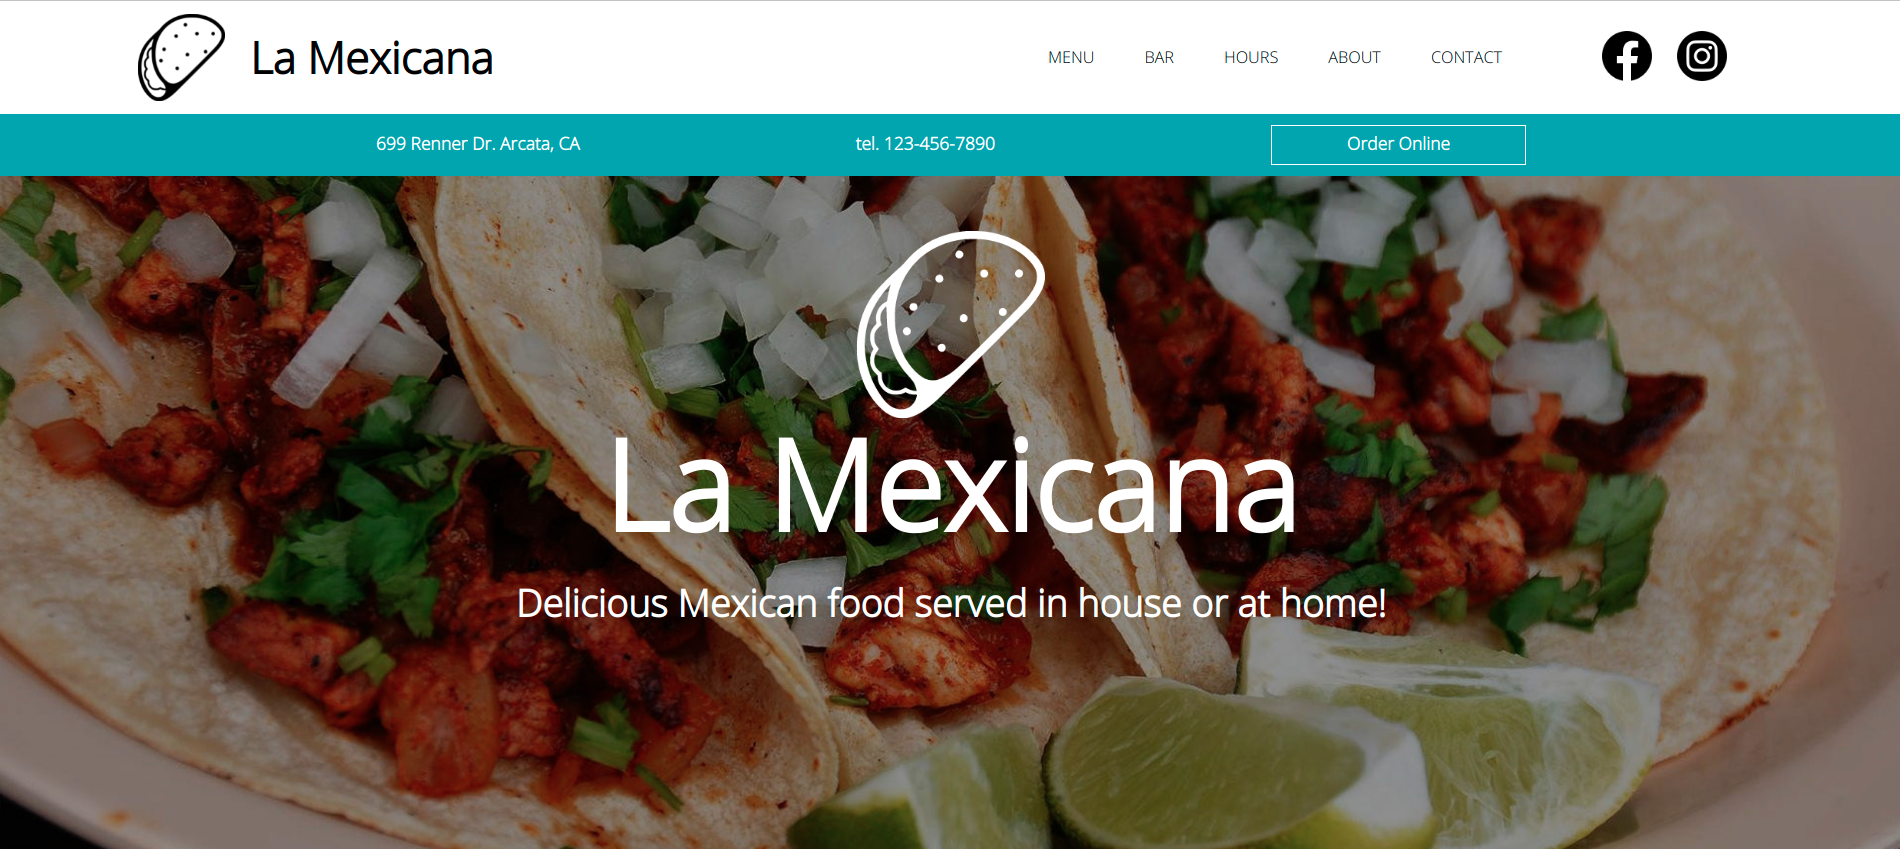 La Mexicana
MENU BAR HOURS ABOUT CONTACT
699 Renner Dr. Arcata, CA
tel. 123-456-7890
Order Online
La Mexicana
Delicious Mexican food served in house or at home!